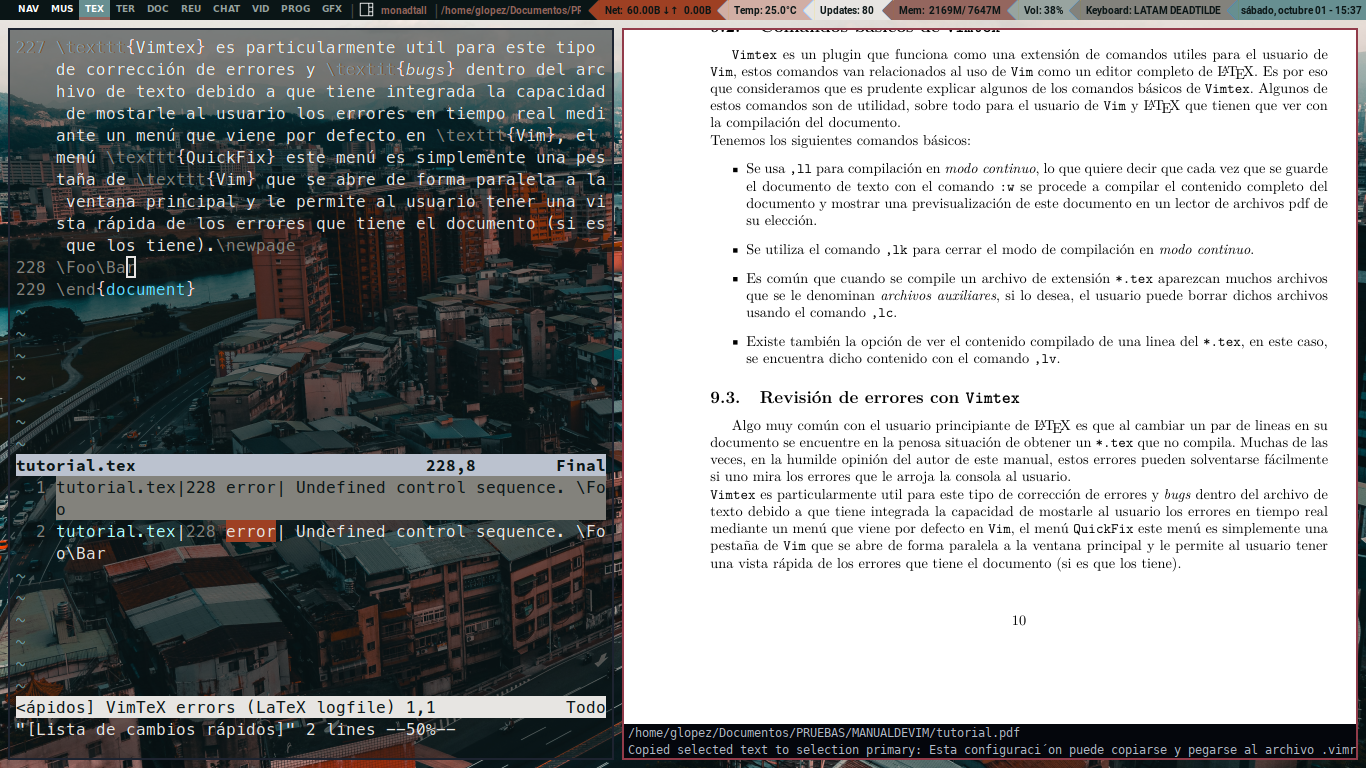 NAV MUS TEX TER DOC REU CHAT VID PROG GFX monadtall /home/glopez/Documentos/PF Net: 60.00B ↓↑ 0.00B Temp: 25.0°C Updates: 80 Mem: 2169M/ 7647M Vol: 38% Keyboard: LATAM DEADTILDE sábado, octubre 01 - 15:37
227 \texttt{Vimtex} es particularmente util para este tipo
de corrección de errores y \textit{bugs} dentro del arc
hivo de texto debido a que tiene integrada la capacidad
de mostarle al usuario los errores en tiempo real medi
ante un menú que viene por defecto en \texttt{Vim}, el
menú \texttt{QuickFix} este menú es simplemente una pes
taña de \texttt{Vim} que se abre de forma paralela a la
ventana principal y le permite al usuario tener una vi
sta rápida de los errores que tiene el documento (si es
que los tiene).\newpage
228 \Foo\Bar
229 \end{document}
~
~
~
~
~
~
~
tutorial.tex 228,8 Final
1 tutorial.tex|228 error| Undefined control sequence. \Fo
o
2 tutorial.tex|228 error| Undefined control sequence. \Fo
o\Bar
~
~
~
~
~
~
<ápidos] VimTeX errors (LaTeX logfile) 1,1 Todo
"[Lista de cambios rápidos]" 2 lines --50%--
9.2. Comandos básicos de Vimtex
Vimtex es un plugin que funciona como una extensión de comandos utiles para el usuario de
Vim, estos comandos van relacionados al uso de Vim como un editor completo de LATEX. Es por eso
que consideramos que es prudente explicar algunos de los comandos básicos de Vimtex. Algunos de
estos comandos son de utilidad, sobre todo para el usuario de Vim y LATEX que tienen que ver con
la compilación del documento.
Tenemos los siguientes comandos básicos:
▪ Se usa ,ll para compilación en modo continuo, lo que quiere decir que cada vez que se guarde
el documento de texto con el comando :w se procede a compilar el contenido completo del
documento y mostrar una previsualización de este documento en un lector de archivos pdf de
su elección.
▪ Se utiliza el comando ,lk para cerrar el modo de compilación en modo continuo.
▪ Es común que cuando se compile un archivo de extensión *.tex aparezcan muchos archivos
que se le denominan archivos auxiliares, si lo desea, el usuario puede borrar dichos archivos
usando el comando ,lc.
▪ Existe también la opción de ver el contenido compilado de una linea del *.tex, en este caso,
se encuentra dicho contenido con el comando ,lv.
9.3. Revisión de errores con Vimtex
Algo muy común con el usuario principiante de LATEX es que al cambiar un par de lineas en su
documento se encuentre en la penosa situación de obtener un *.tex que no compila. Muchas de las
veces, en la humilde opinión del autor de este manual, estos errores pueden solventarse fácilmente
si uno mira los errores que le arroja la consola al usuario.
Vimtex es particularmente util para este tipo de corrección de errores y bugs dentro del archivo de
texto debido a que tiene integrada la capacidad de mostarle al usuario los errores en tiempo real
mediante un menú que viene por defecto en Vim, el menú QuickFix este menú es simplemente una
pestaña de Vim que se abre de forma paralela a la ventana principal y le permite al usuario tener
una vista rápida de los errores que tiene el documento (si es que los tiene).
10
/home/glopez/Documentos/PRUEBAS/MANUALDEVIM/tutorial.pdf
Copied selected text to selection primary: Esta configuraci´on puede copiarse y pegarse al archivo .vimr